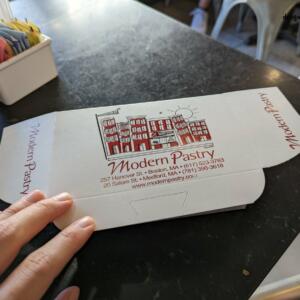 Modern Pastry
Modern Pastry
257 Hanover St. • Boston, MA • (617) 523-3783
20 Salem St. • Medford, MA • (781) 396-3618
www.modernpastry.com
Modern Pastry